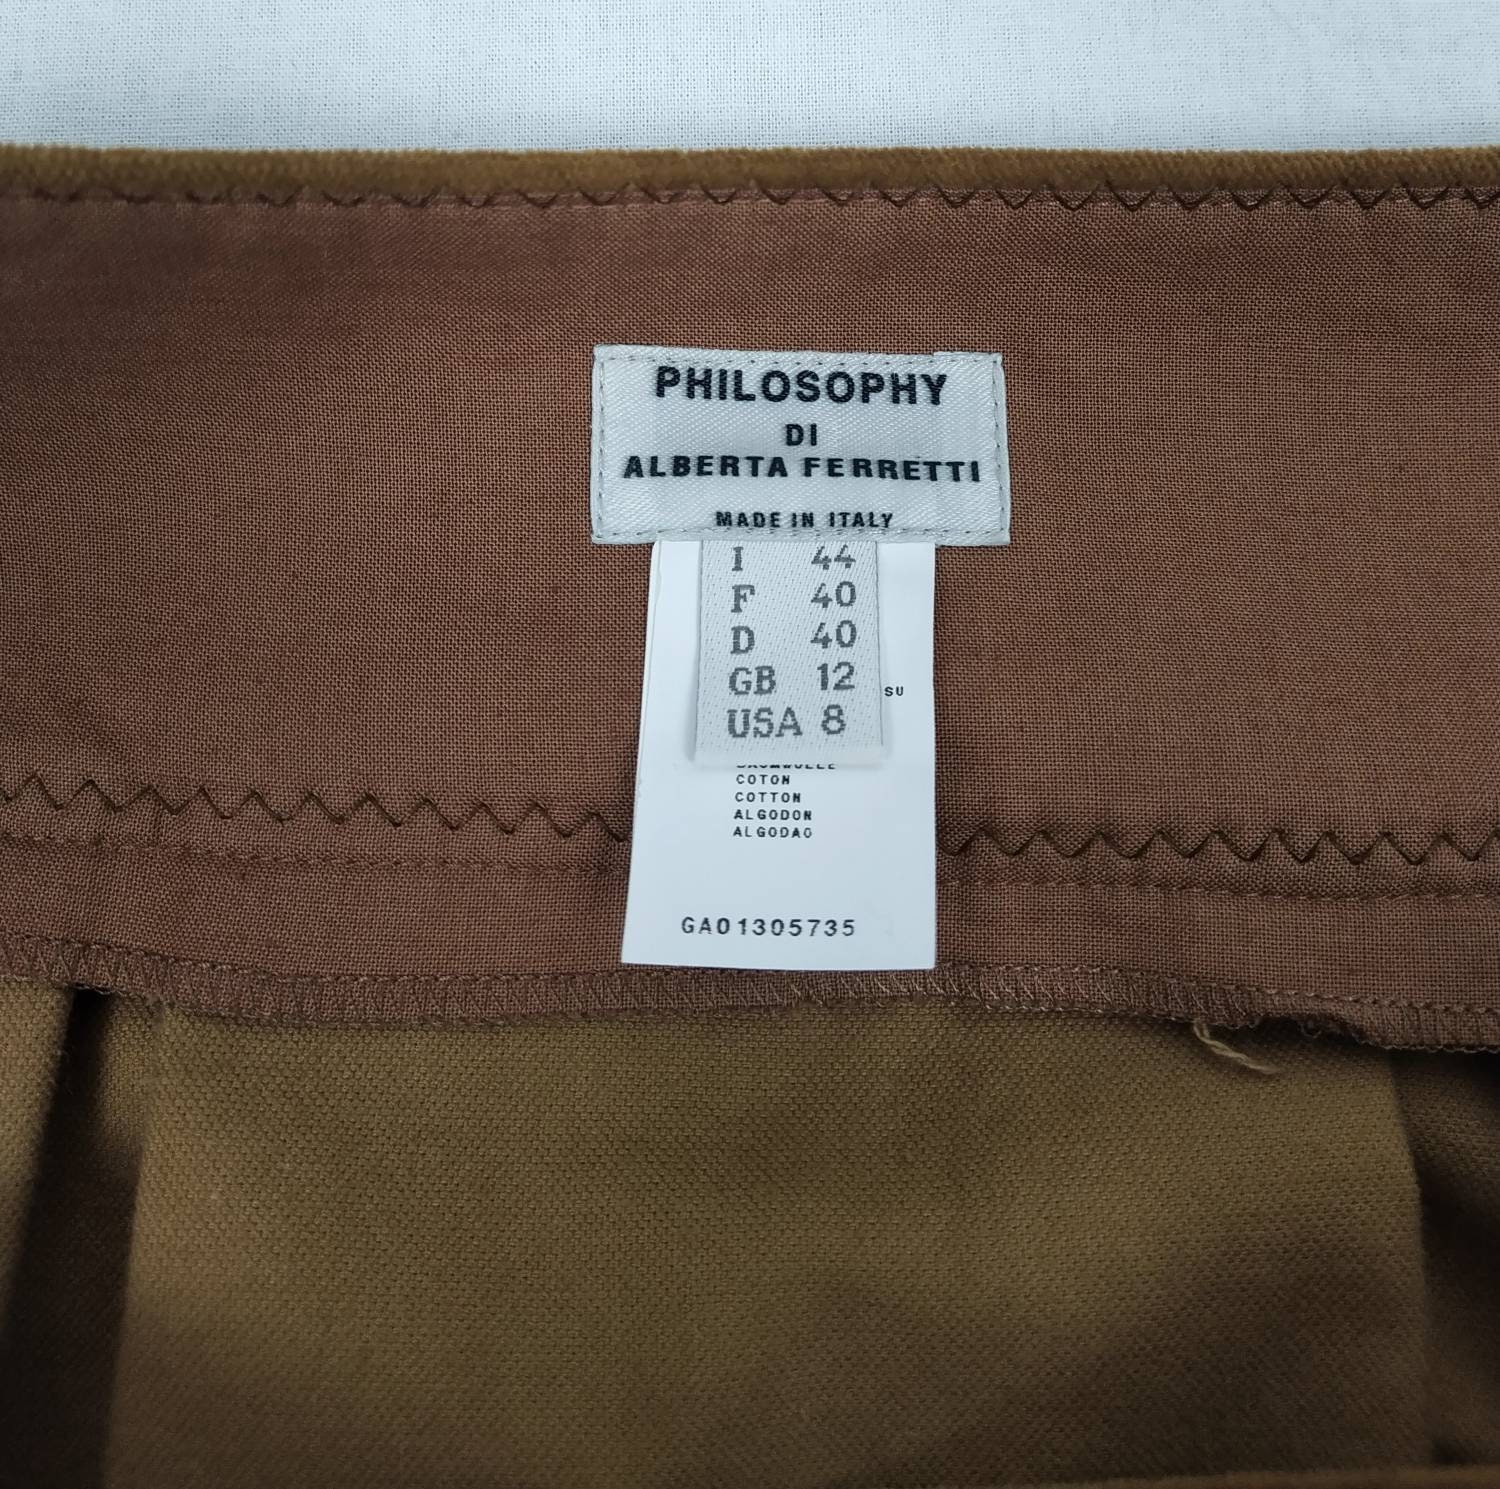 PHILOSOPHY
DI
ALBERTA FERRETTI
MADE IN ITALY
I 44
F 40
D 40
GB 12
SU
USA 8
COTON
COTTON
ALGODON
ALGODAO
GA01305735